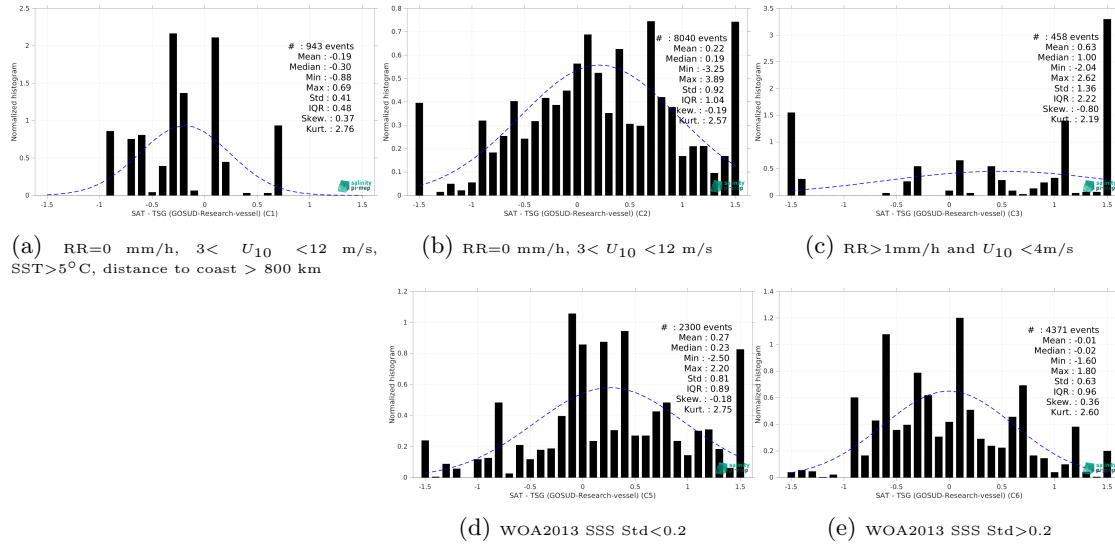 2.5
2
1.5
1
0.5
0
Normalized histogram
# : 943 events
Mean : -0.19
Median : -0.30
Min : -0.88
Max : 0.69
Std : 0.41
IQR : 0.48
Skew. : 0.37
Kurt. : 2.76
salinity
pi-mep
-1.5 -1 -0.5 0 0.5 1 1.5
SAT - TSG (GOSUD-Research-vessel) (C1)
(a) RR=0 mm/h, 3< U10 <12 m/s,
SST>5°C, distance to coast > 800 km
0.8
0.7
0.6
0.5
0.4
0.3
0.2
0.1
0
Normalized histogram
# : 8040 events
Mean : 0.22
Median : 0.19
Min : -3.25
Max : 3.89
Std : 0.92
IQR : 1.04
Skew. : -0.19
Kurt. : 2.57
salinity
pi-mep
-1.5 -1 -0.5 0 0.5 1 1.5
SAT - TSG (GOSUD-Research-vessel) (C2)
(b) RR=0 mm/h, 3< U10 <12 m/s
3.5
3
2.5
2
1.5
1
0.5
0
Normalized histogram
# : 458 events
Mean : 0.63
Median : 1.00
Min : -2.04
Max : 2.62
Std : 1.36
IQR : 2.22
Skew. : -0.80
Kurt. : 2.19
salinity
pi-mep
-1.5 -1 -0.5 0 0.5 1 1.5
SAT - TSG (GOSUD-Research-vessel) (C3)
(c) RR>1mm/h and U10 <4m/s
1.2
1
0.8
0.6
0.4
0.2
0
Normalized histogram
# : 2300 events
Mean : 0.27
Median : 0.23
Min : -2.50
Max : 2.20
Std : 0.81
IQR : 0.89
Skew. : -0.18
Kurt. : 2.75
salinity
pi-mep
-1.5 -1 -0.5 0 0.5 1 1.5
SAT - TSG (GOSUD-Research-vessel) (C5)
(d) WOA2013 SSS Std<0.2
1.4
1.2
1
0.8
0.6
0.4
0.2
0
Normalized histogram
# : 4371 events
Mean : -0.01
Median : -0.02
Min : -1.60
Max : 1.80
Std : 0.63
IQR : 0.96
Skew. : 0.36
Kurt. : 2.60
salinity
pi-mep
-1.5 -1 -0.5 0 0.5 1 1.5
SAT - TSG (GOSUD-Research-vessel) (C6)
(e) WOA2013 SSS Std>0.2